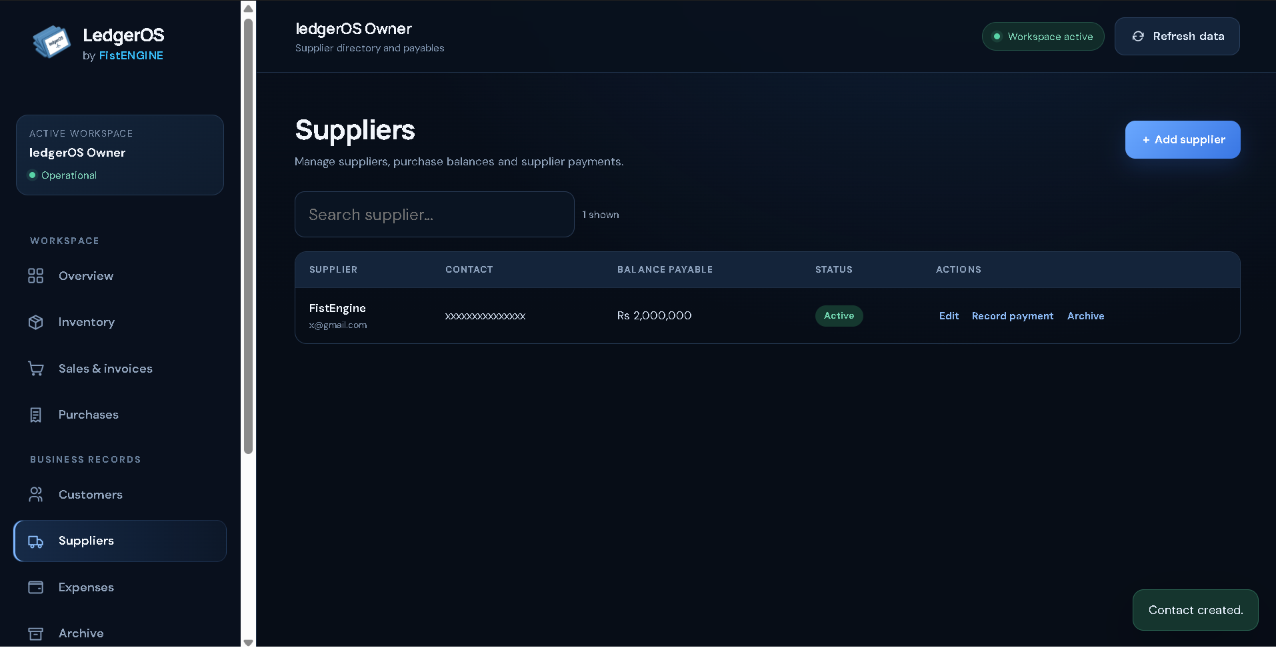 LedgerOS
by FistENGINE
ACTIVE WORKSPACE
ledgerOS Owner
Operational
WORKSPACE
Overview
Inventory
Sales & invoices
Purchases
BUSINESS RECORDS
Customers
Suppliers
Expenses
Archive
ledgerOS Owner
Supplier directory and payables
Workspace active
Refresh data
Suppliers
Manage suppliers, purchase balances and supplier payments.
+ Add supplier
Search supplier...
1 shown
SUPPLIER CONTACT BALANCE PAYABLE STATUS ACTIONS
FistEngine
x@gmail.com
xxxxxxxxxxxxxxx Rs 2,000,000 Active Edit Record payment Archive
Contact created.